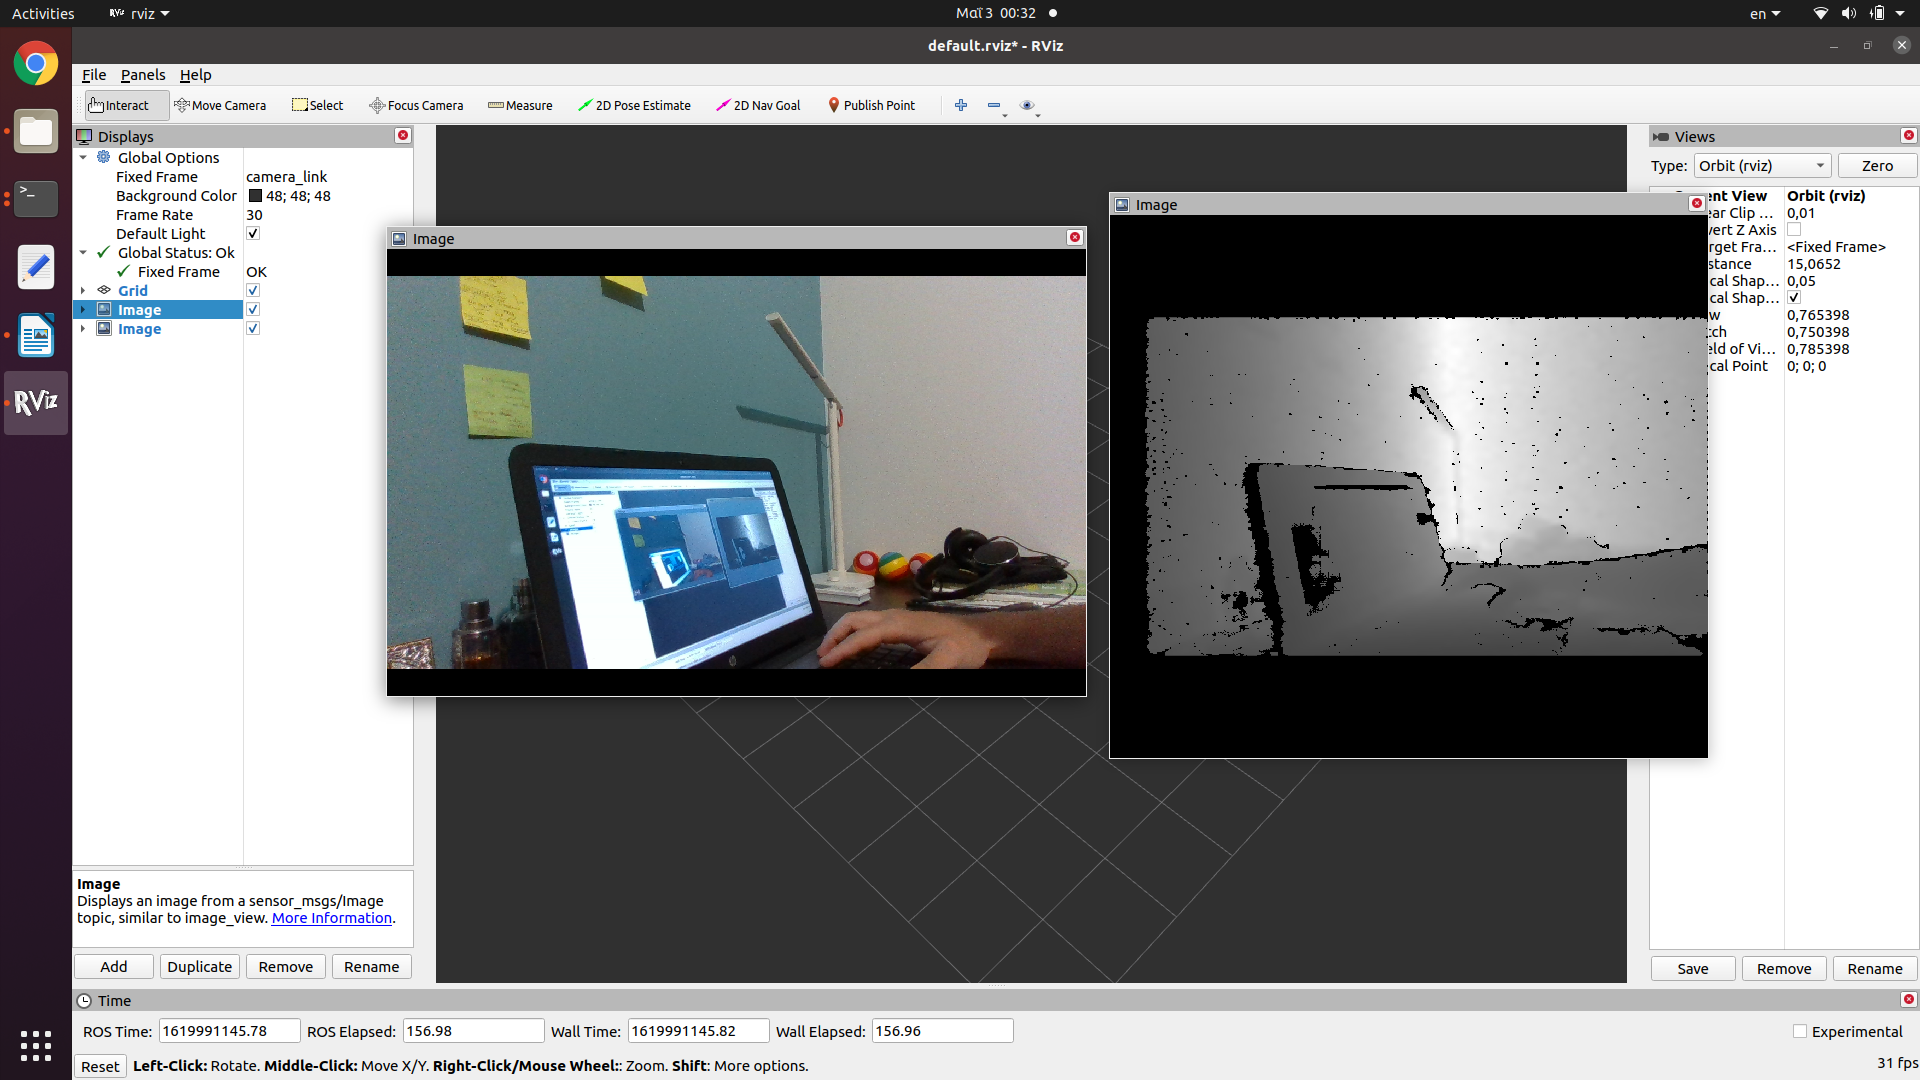 Activities
RViz rviz
Μαΐ 3 00:32
en
default.rviz* - RViz
File Panels Help
Interact Move Camera Select Focus Camera Measure 2D Pose Estimate 2D Nav Goal Publish Point
Displays
Global Options
Fixed Frame camera_link
Background Color 48; 48; 48
Frame Rate 30
Default Light
Global Status: Ok
Fixed Frame OK
Grid
Image
Image
Image
Displays an image from a sensor_msgs/Image
topic, similar to image_view. More Information.
Add Duplicate Remove Rename
RViz
Image
Image
Views
Type: Orbit (rviz) Zero
nt View Orbit (rviz)
ear Clip ... 0,01
vert Z Axis
rget Fra... <Fixed Frame>
stance 15,0652
cal Shap... 0,05
cal Shap...
w 0,765398
tch 0,750398
eld of Vi... 0,785398
cal Point 0; 0; 0
Save Remove Rename
Time
ROS Time: 1619991145.78 ROS Elapsed: 156.98 Wall Time: 1619991145.82 Wall Elapsed: 156.96 Experimental
Reset Left-Click: Rotate. Middle-Click: Move X/Y. Right-Click/Mouse Wheel:: Zoom. Shift: More options. 31 fps